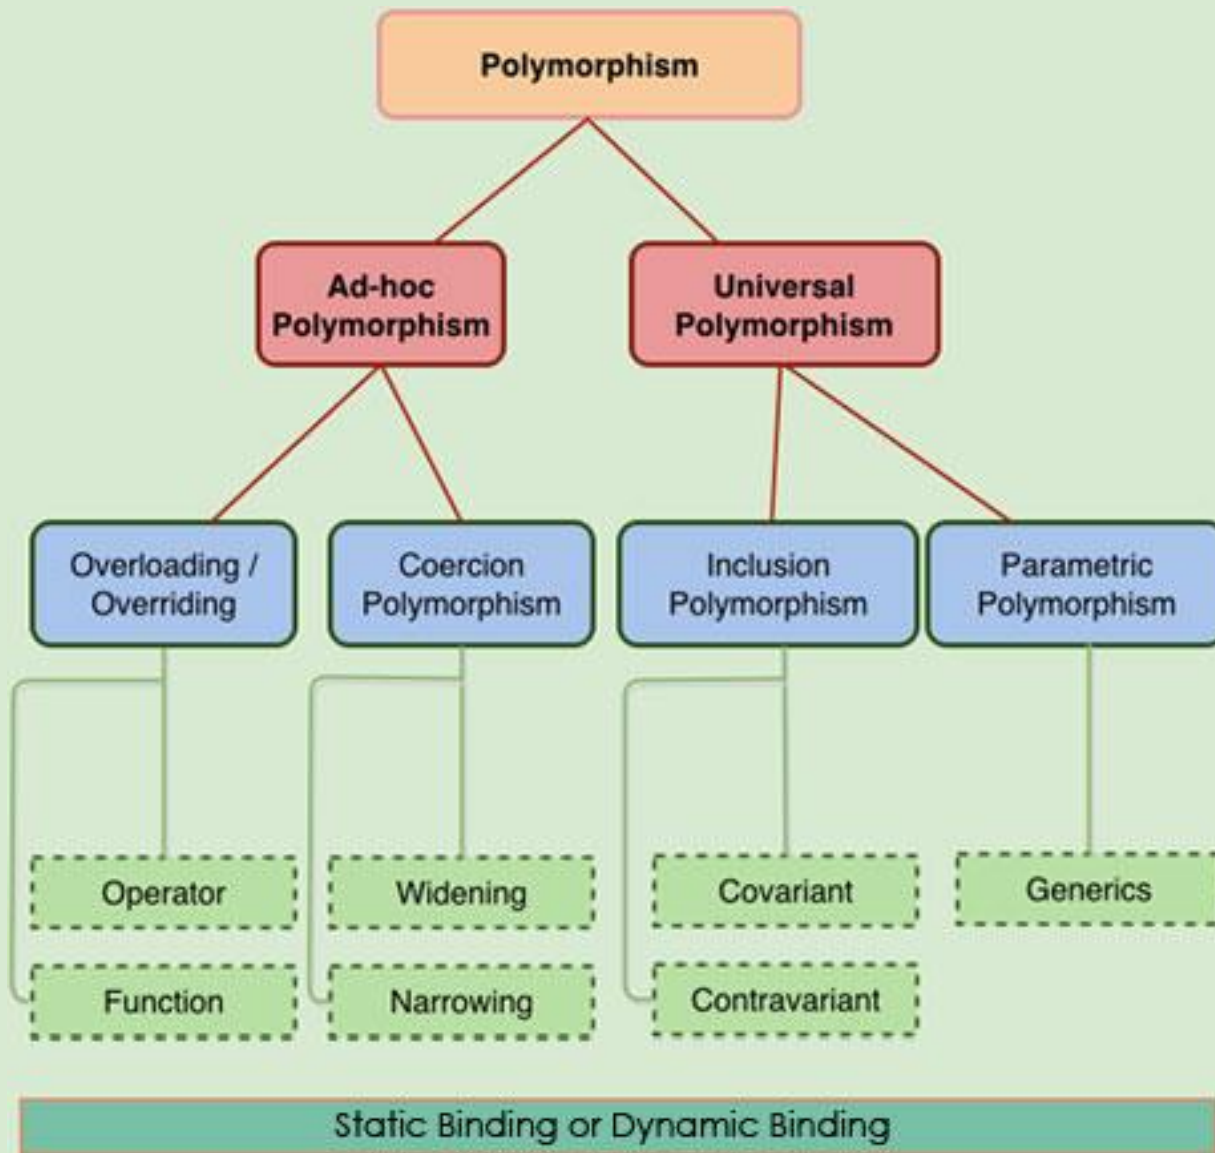 Polymorphism
Ad-hoc
Polymorphism
Universal
Polymorphism
Overloading /
Overriding
Coercion
Polymorphism
Inclusion
Polymorphism
Parametric
Polymorphism
Operator
Widening
Covariant
Generics
Function
Narrowing
Contravariant
Static Binding or Dynamic Binding